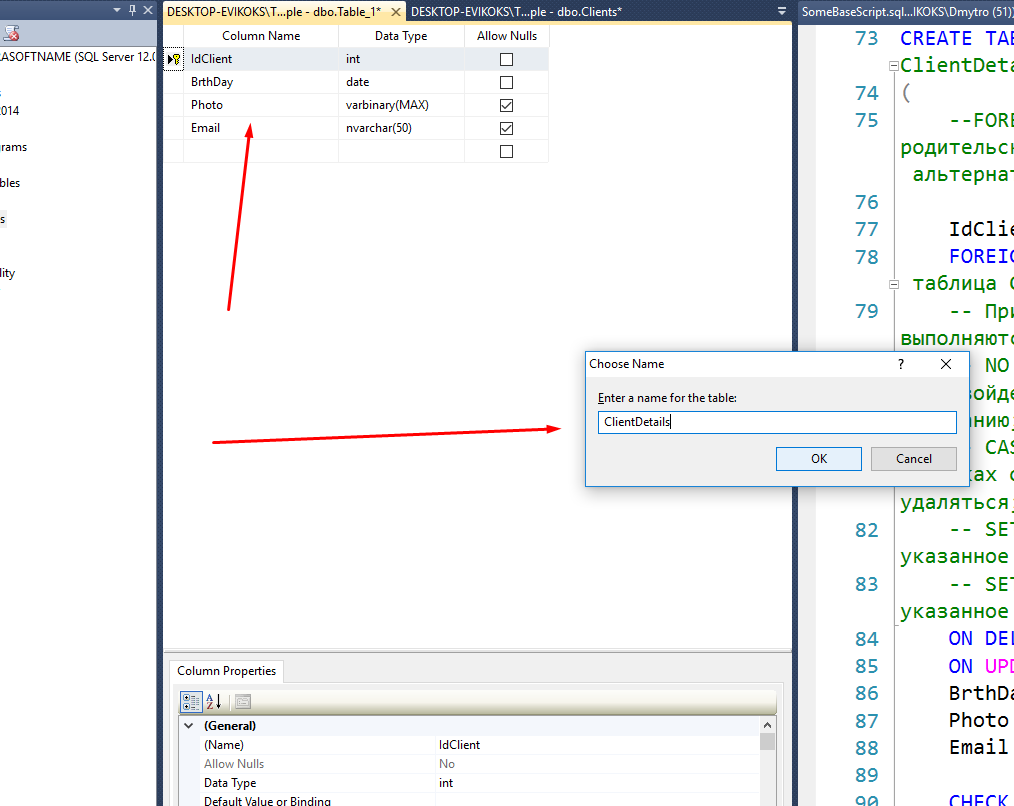 DESKTOP-EVIKOKS\T...ple - dbo.Table_1*
DESKTOP-EVIKOKS\T...ple - dbo.Clients*
SomeBaseScript.sql...IKOKS\Dmytro (51))
ASOFTNAME (SQL Server 12.0
2014
rams
bles
s
lity
Column Name Data Type Allow Nulls
IdClient int
BrthDay date
Photo varbinary(MAX)
Email nvarchar(50)
Choose Name ?
Enter a name for the table:
ClientDetails
OK Cancel
Column Properties
(General)
(Name) IdClient
Allow Nulls No
Data Type int
Default Value or Binding
73 CREATE TAB
ClientDeta
74 (
75 --FORE
родительск
альтернат
76
77 IdClie
78 FOREIG
таблица C
79 -- При
выполняютс
NO
войде
анию
CAS
ках с
удаляться;
82 -- SET
указанное
83 -- SET
указанное
84 ON DEL
85 ON UPD
86 BrthDa
87 Photo
88 Email
89
90 CHECK